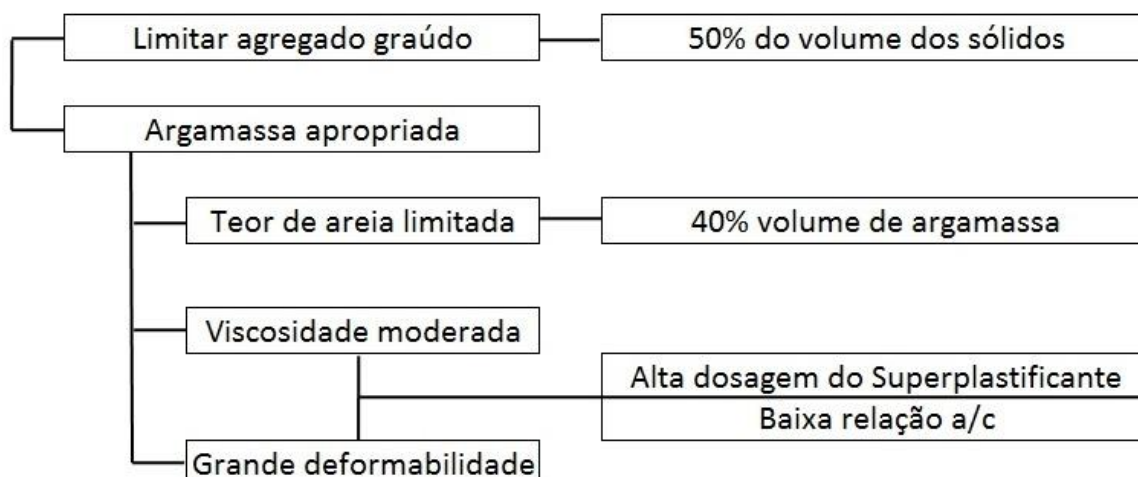 Limitar agregado graúdo
50% do volume dos sólidos
Argamassa apropriada
Teor de areia limitada
40% volume de argamassa
Viscosidade moderada
Alta dosagem do Superplastificante
Baixa relação a/c
Grande deformabilidade